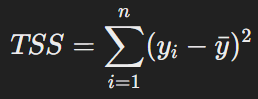 TSS = \sum_{i=1}^{n} (y_i - \bar{y})^2